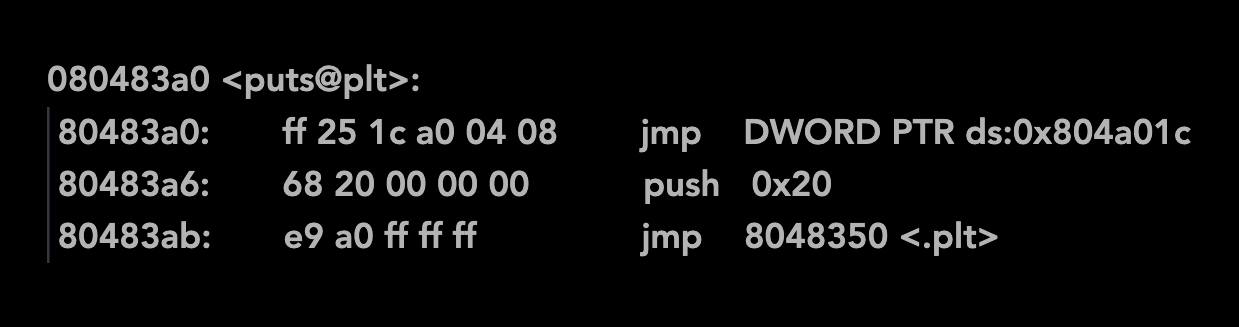 080483a0 <puts@plt>:
80483a0: ff 25 1c a0 04 08 jmp DWORD PTR ds:0x804a01c
80483a6: 68 20 00 00 00 push 0x20
80483ab: e9 a0 ff ff ff jmp 8048350 <.plt>